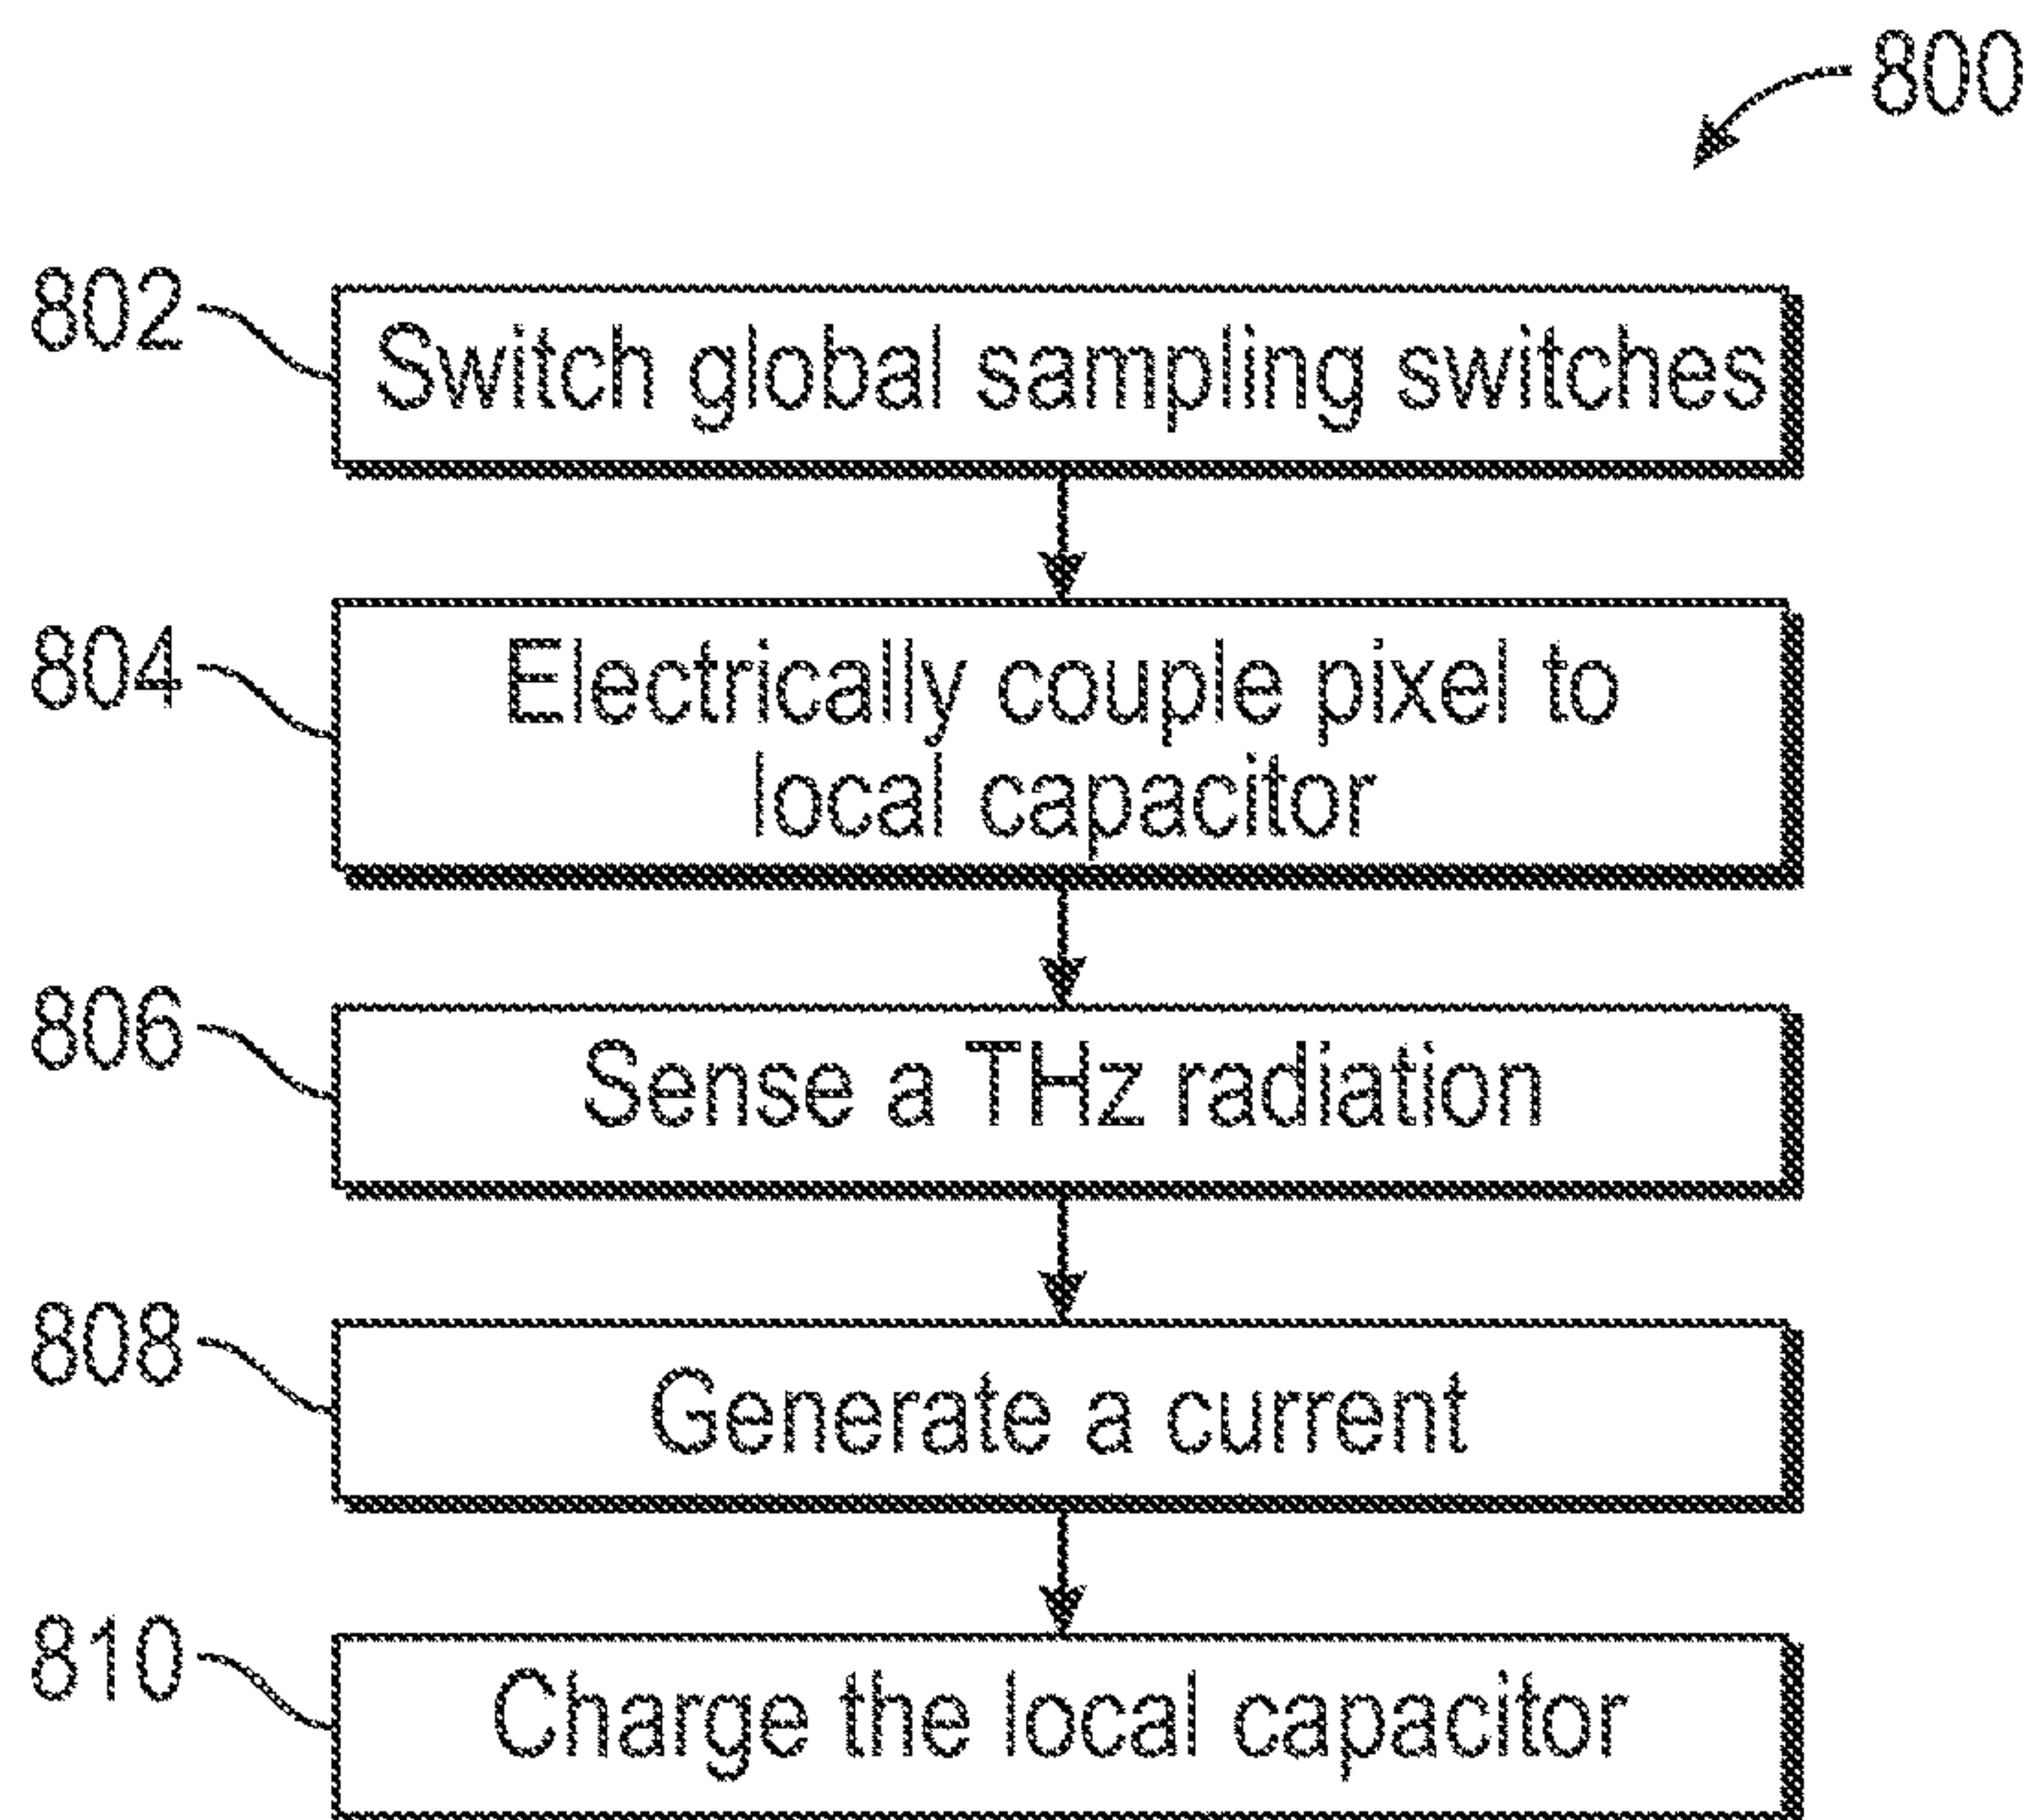 800
802
Switch global sampling switches
804
Electrically couple pixel to
local capacitor
806
Sense a THz radiation
808
Generate a current
810
Charge the local capacitor